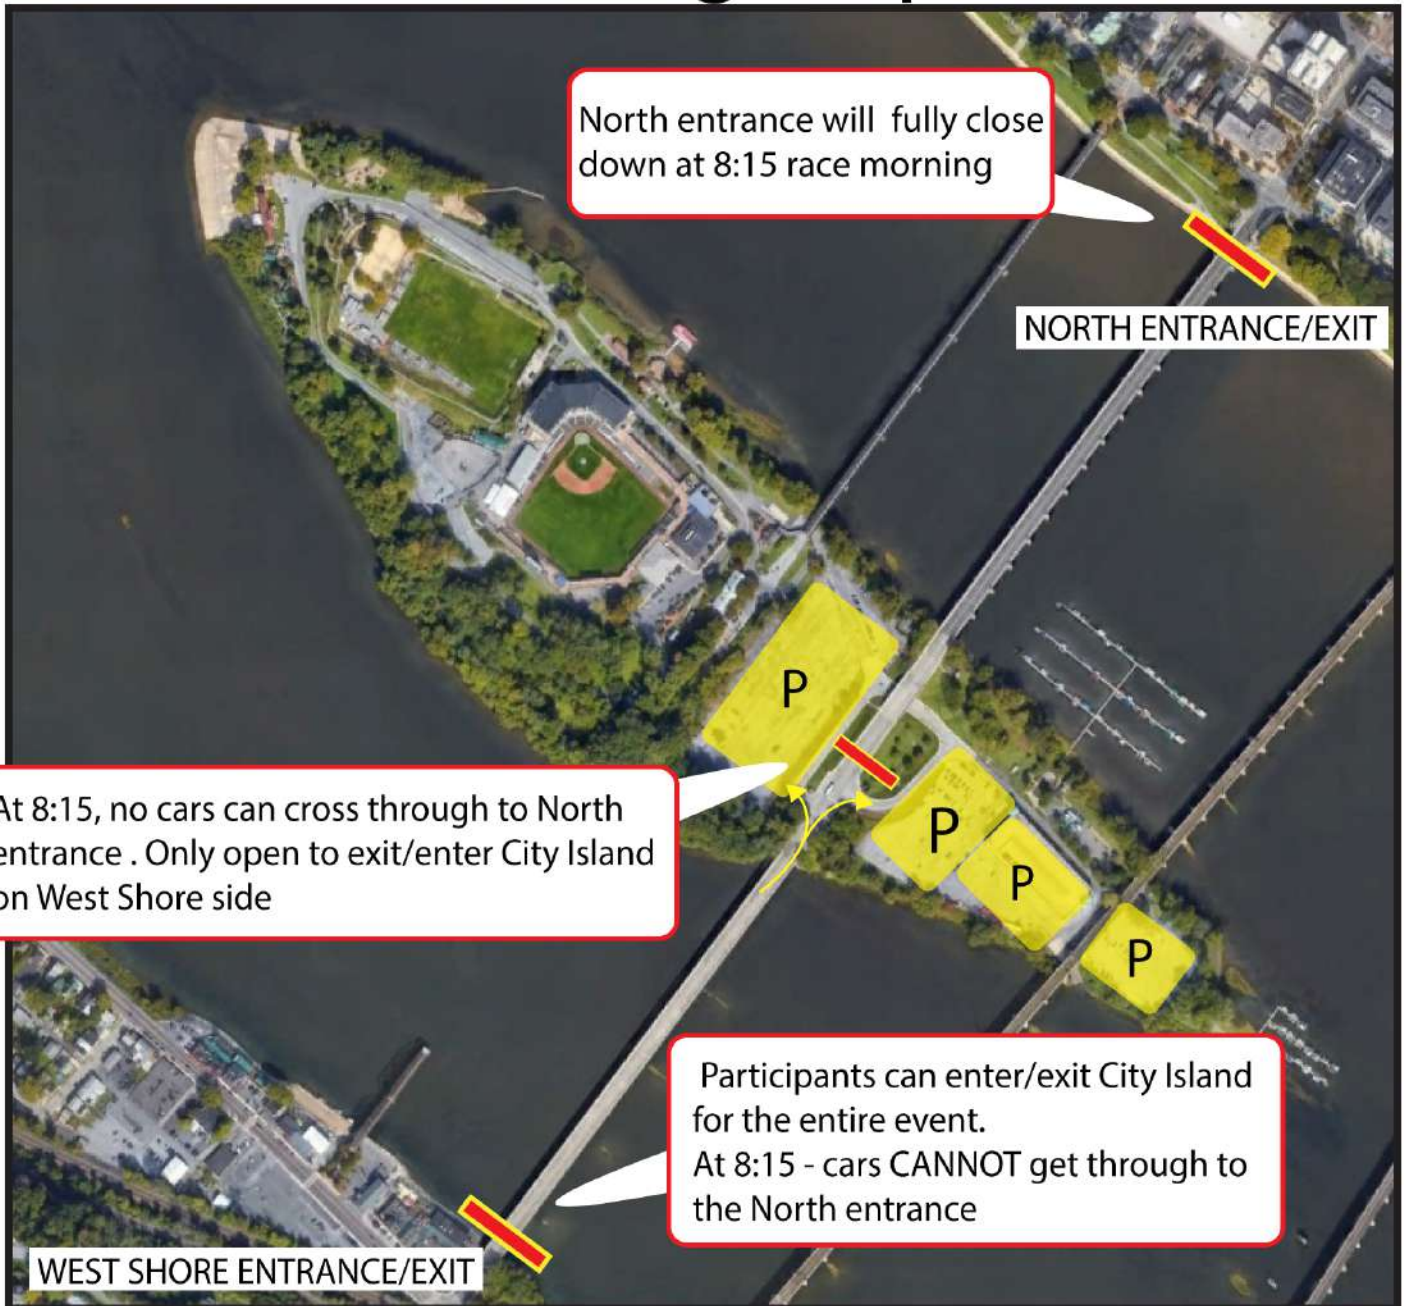 North entrance will fully close
down at 8:15 race morning
NORTH ENTRANCE/EXIT
P
P
P
P
At 8:15, no cars can cross through to North
entrance . Only open to exit/enter City Island
on West Shore side
Participants can enter/exit City Island
for the entire event.
At 8:15 - cars CANNOT get through to
the North entrance
WEST SHORE ENTRANCE/EXIT